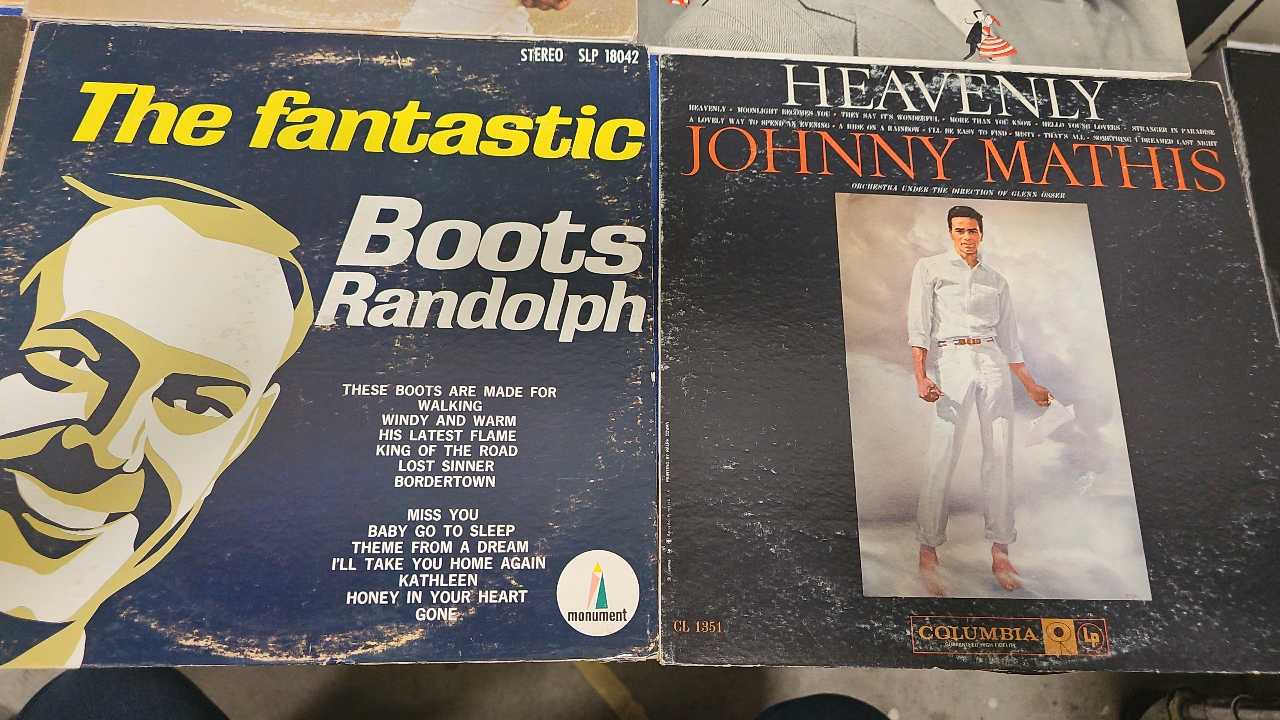 STEREO SLP 18042
The fantastic
Boots
Randolph
THESE BOOTS ARE MADE FOR
WALKING
WINDY AND WARM
HIS LATEST FLAME
KING OF THE ROAD
LOST SINNER
BORDERTOWN
MISS YOU
BABY GO TO SLEEP
THEME FROM A DREAM
I'LL TAKE YOU HOME AGAIN
KATHLEEN
HONEY IN YOUR HEART
GONE
monument
HEAVENLY
HEAVENLY • MOONLIGHT BECOMES YOU • THEY SAY IT'S WONDERFUL • MORE THAN YOU KNOW • HELLO YOUNG LOVERS • STRANGER IN PARADISE
A LOVELY WAY TO SPEND AN EVENING • A RIDE ON A RAINBOW • I'LL BE EASY TO FIND • MISTY • THAT'S ALL • SOMETHING I DREAMED LAST NIGHT
JOHNNY MATHIS
ORCHESTRA UNDER THE DIRECTION OF GLENN OSSER
CL 1351
COLUMBIA Lp
GUARANTEED HIGH FIDELITY